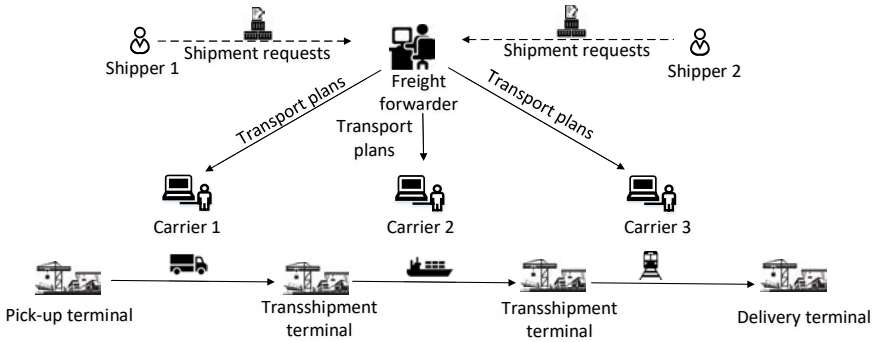 Shipment requests
Shipment requests
Shipper 1
Shipper 2
Freight
forwarder
Transport plans
Transport
plans
Transport plans
Carrier 1
Carrier 2
Carrier 3
Pick-up terminal
Transshipment
terminal
Transshipment
terminal
Delivery terminal